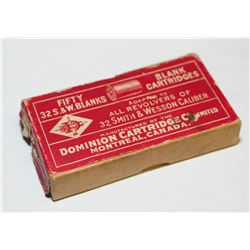 FIFTY
32 S. & W. BLANKS
BLANK
CARTRIDGES
ADAPTED TO
ALL REVOLVERS OF
32 SMITH & WESSON CALIBER
MANUFACTURED BY THE
DOMINION CARTRIDGE CO LIMITED
MONTREAL, CANADA.